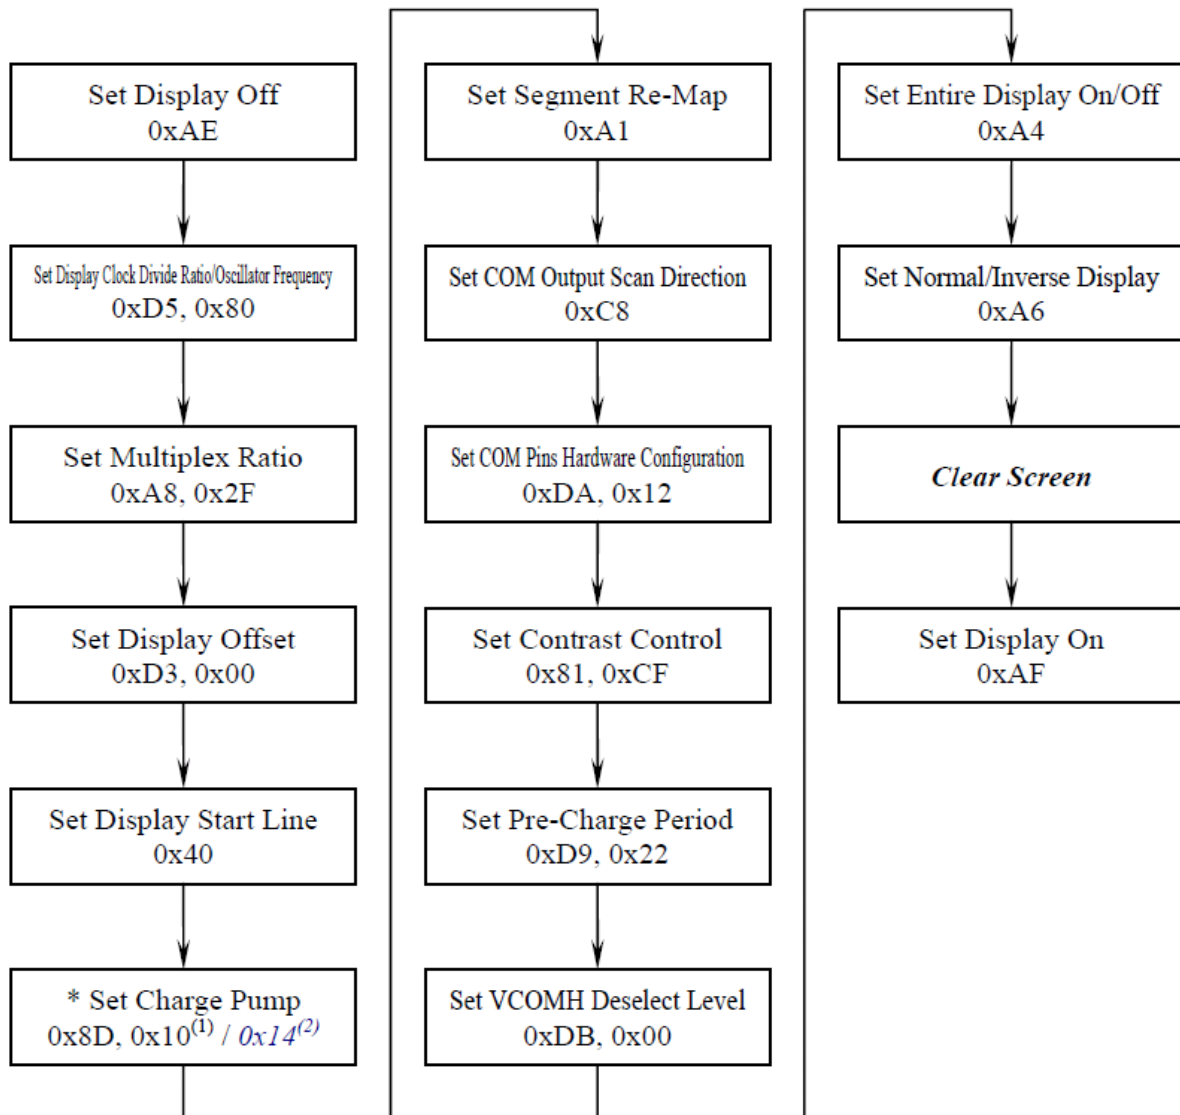 Set Display Off
0xAE
Set Display Clock Divide Ratio/Oscillator Frequency
0xD5, 0x80
Set Multiplex Ratio
0xA8, 0x2F
Set Display Offset
0xD3, 0x00
Set Display Start Line
0x40
* Set Charge Pump
0x8D, 0x10(1) / 0x14(2)
Set Segment Re-Map
0xA1
Set COM Output Scan Direction
0xC8
Set COM Pins Hardware Configuration
0xDA, 0x12
Set Contrast Control
0x81, 0xCF
Set Pre-Charge Period
0xD9, 0x22
Set VCOMH Deselect Level
0xDB, 0x00
Set Entire Display On/Off
0xA4
Set Normal/Inverse Display
0xA6
Clear Screen
Set Display On
0xAF